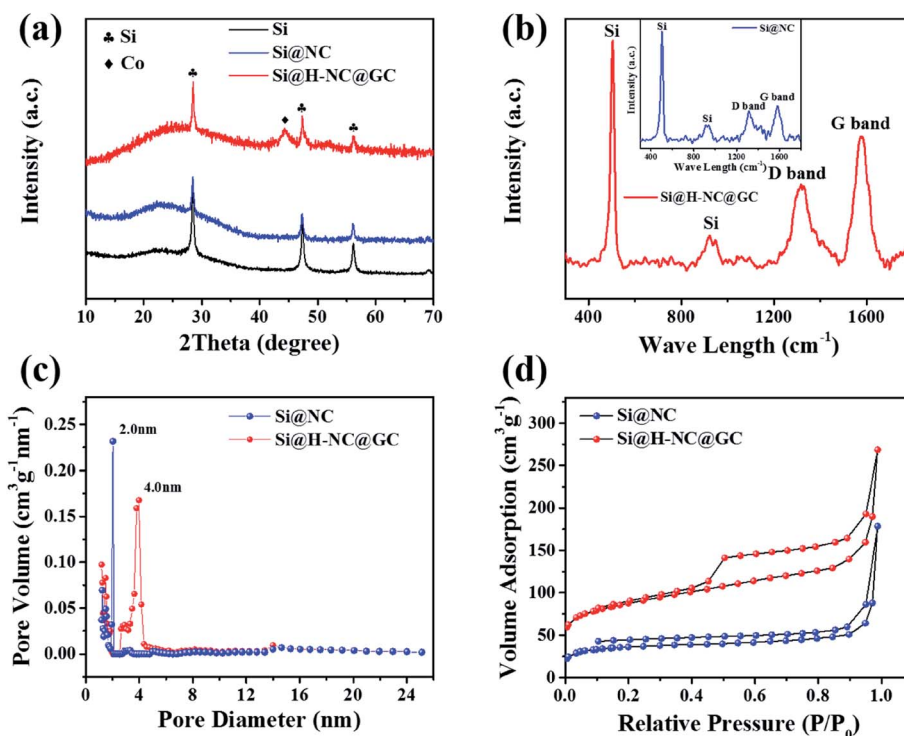 (a)
♣ Si
♦ Co
Si
Si@NC
Si@H-NC@GC
♣
♦
♣
♣
Intensity (a.c.)
10 20 30 40 50 60 70
2Theta (degree)
(b)
Si
Si
D band
G band
Si@H-NC@GC
Intensity (a.c.)
300 600 900 1200 1500
Wave Length (cm-1)
Si
Si@NC
Si
D band
G band
Intensity (a.c.)
400 800 1200 1600
Wave Length (cm-1)
(c)
Si@NC
Si@H-NC@GC
2.0nm
4.0nm
Pore Volume (cm3g-1nm-1)
0.25
0.20
0.15
0.10
0.05
0.00
0 4 8 12 16 20 24
Pore Diameter (nm)
(d)
Si@NC
Si@H-NC@GC
Volume Adsorption (cm3g-1)
300
250
200
150
100
50
0
0.0 0.2 0.4 0.6 0.8 1.0
Relative Pressure (P/P0)